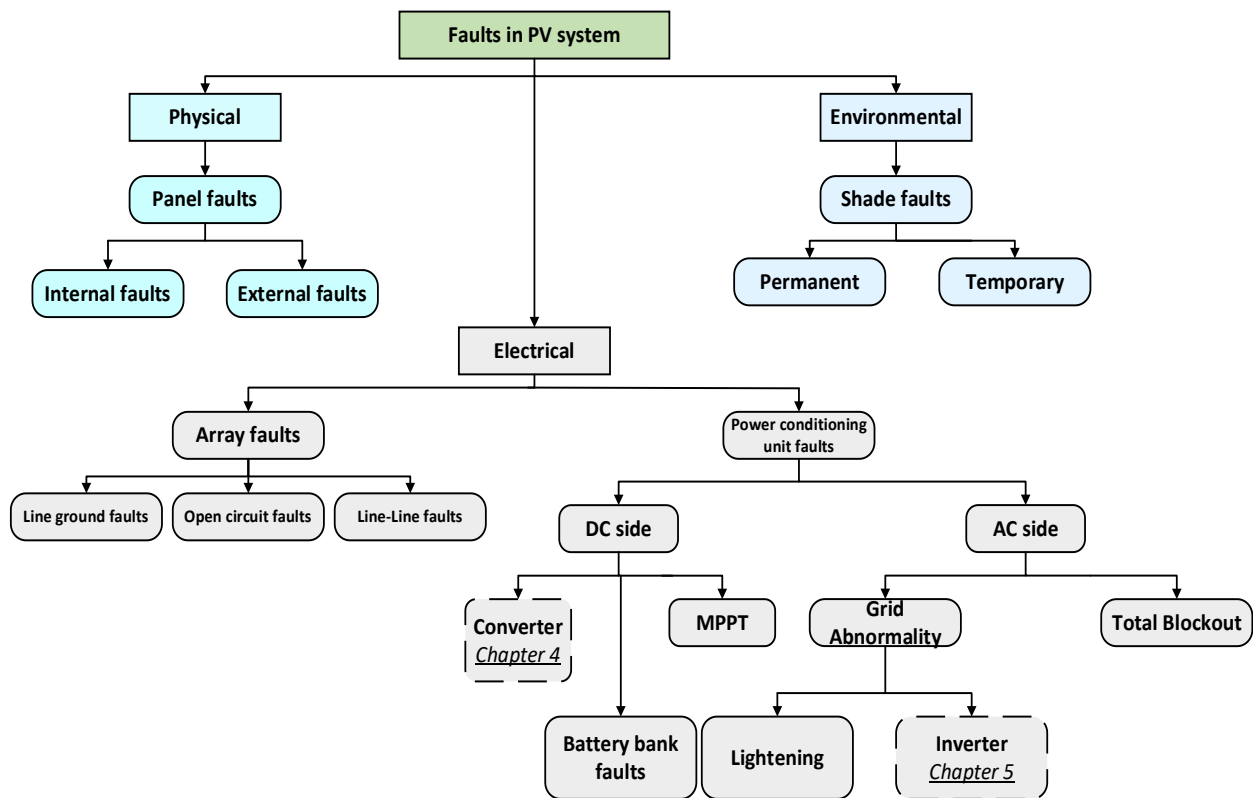 Faults in PV system
Physical
Environmental
Panel faults
Shade faults
Internal faults
External faults
Permanent
Temporary
Electrical
Array faults
Power conditioning
unit faults
Line ground faults
Open circuit faults
Line-Line faults
DC side
AC side
Converter
Chapter 4
MPPT
Grid
Abnormality
Total Blockout
Battery bank
faults
Lightening
Inverter
Chapter 5